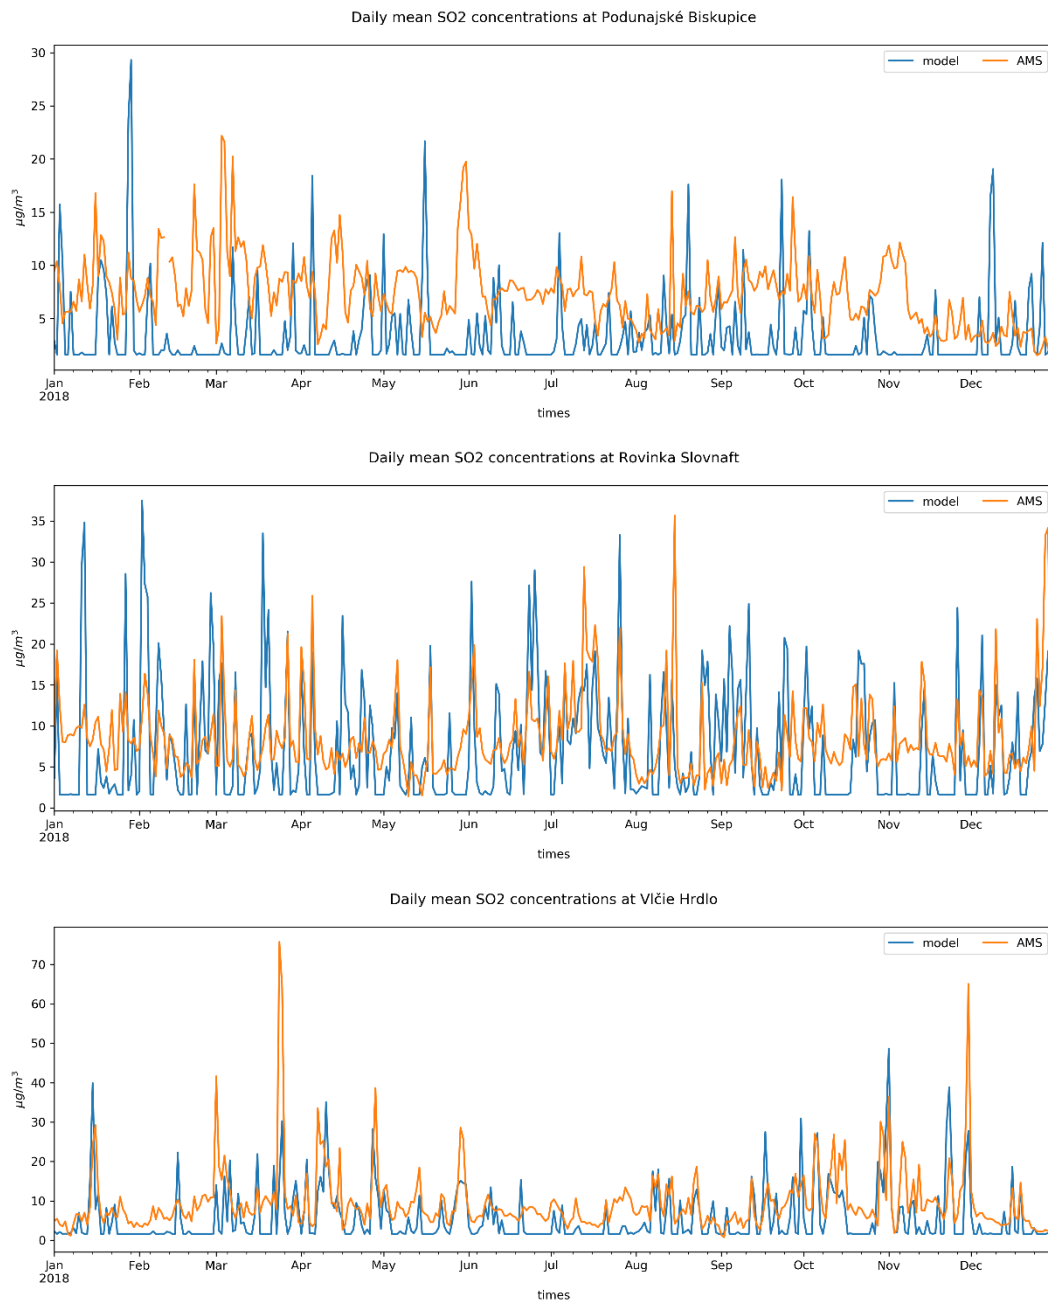 Daily mean SO2 concentrations at Podunajské Biskupice
model AMS
30
25
20
15
10
5
μg/m³
Jan Feb Mar Apr May Jun Jul Aug Sep Oct Nov Dec
2018
times
Daily mean SO2 concentrations at Rovinka Slovnaft
model AMS
35
30
25
20
15
10
5
0
μg/m³
Jan Feb Mar Apr May Jun Jul Aug Sep Oct Nov Dec
2018
times
Daily mean SO2 concentrations at Vlčie Hrdlo
model AMS
70
60
50
40
30
20
10
0
μg/m³
Jan Feb Mar Apr May Jun Jul Aug Sep Oct Nov Dec
2018
times